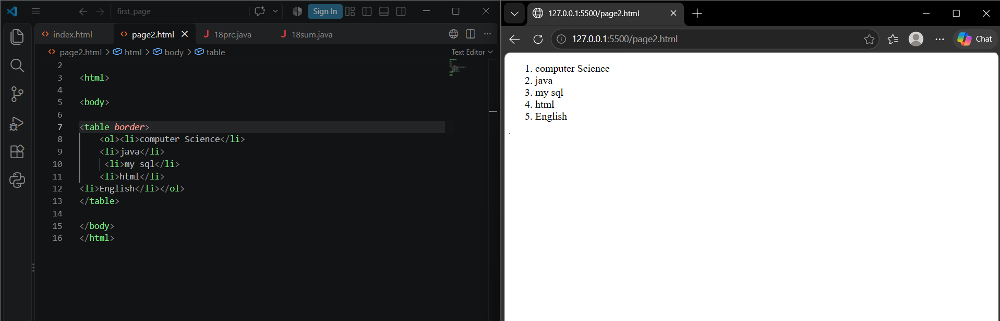 first_page
Sign In
index.html
page2.html
18prc.java
18sum.java
page2.html > html > body > table
Text Editor
2
3 <html>
4
5 <body>
6
7 <table border>
8 <ol><li>computer Science</li>
9 <li>java</li>
10 <li>my sql</li>
11 <li>html</li>
12 <li>English</li></ol>
13 </table>
14
15 </body>
16 </html>
127.0.0.1:5500/page2.html
127.0.0.1:5500/page2.html
Chat
1. computer Science
2. java
3. my sql
4. html
5. English